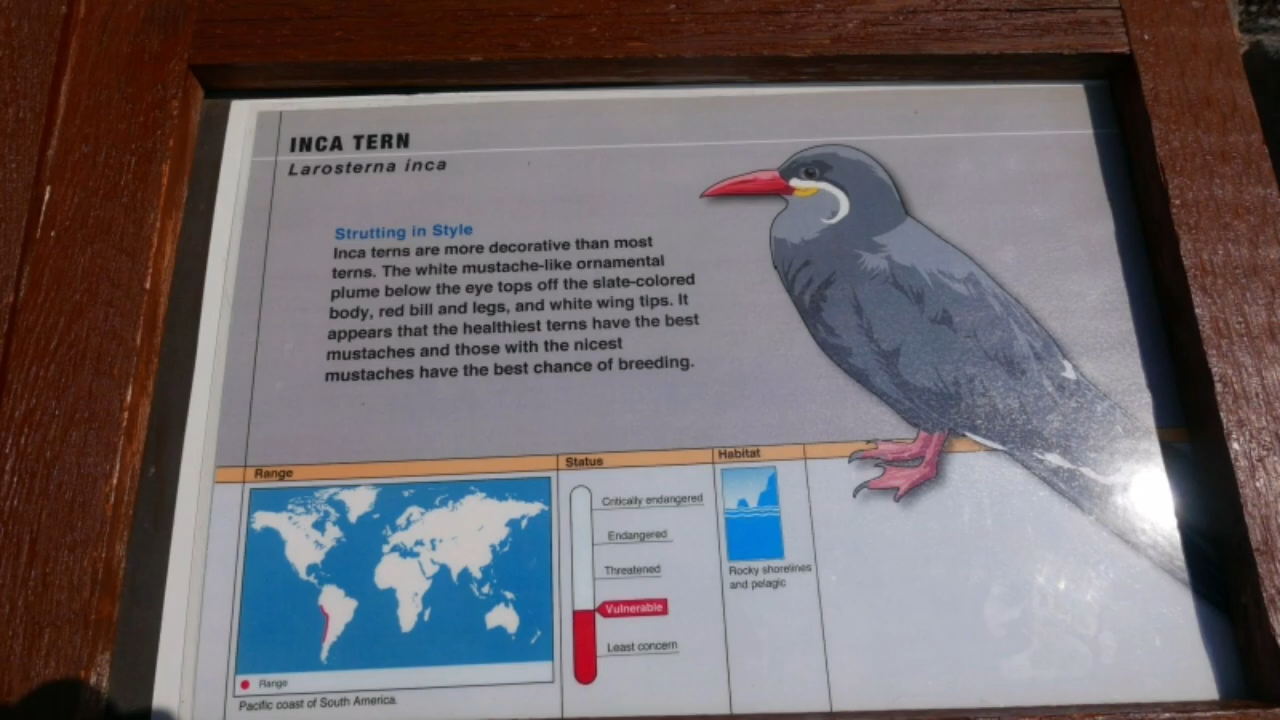 INCA TERN
Larosterna inca
Strutting in Style
Inca terns are more decorative than most
terns. The white mustache-like ornamental
plume below the eye tops off the slate-colored
body, red bill and legs, and white wing tips. It
appears that the healthiest terns have the best
mustaches and those with the nicest
mustaches have the best chance of breeding.
Range
Range
Pacific coast of South America.
Status
Critically endangered
Endangered
Threatened
Vulnerable
Least concern
Habitat
Rocky shorelines
and pelagic